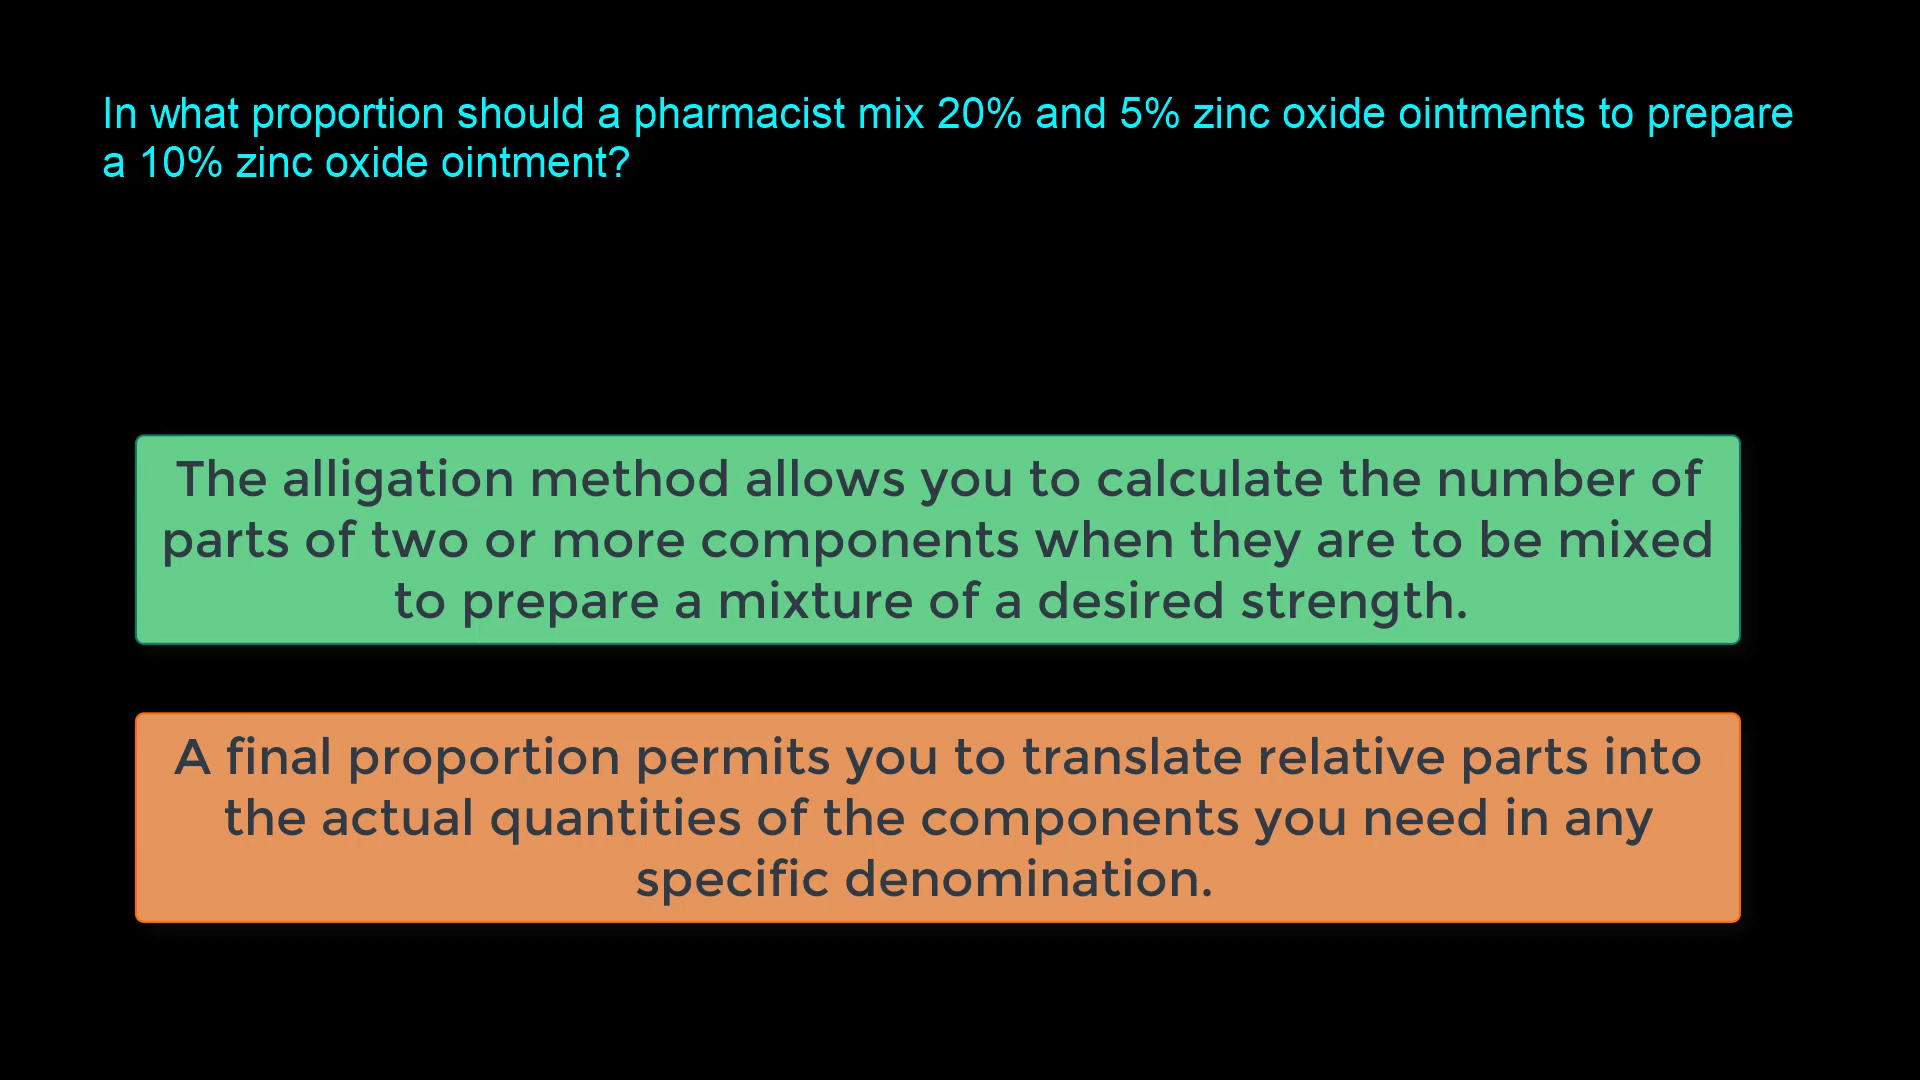 In what proportion should a pharmacist mix 20% and 5% zinc oxide ointments to prepare
a 10% zinc oxide ointment?
The alligation method allows you to calculate the number of
parts of two or more components when they are to be mixed
to prepare a mixture of a desired strength.
A final proportion permits you to translate relative parts into
the actual quantities of the components you need in any
specific denomination.